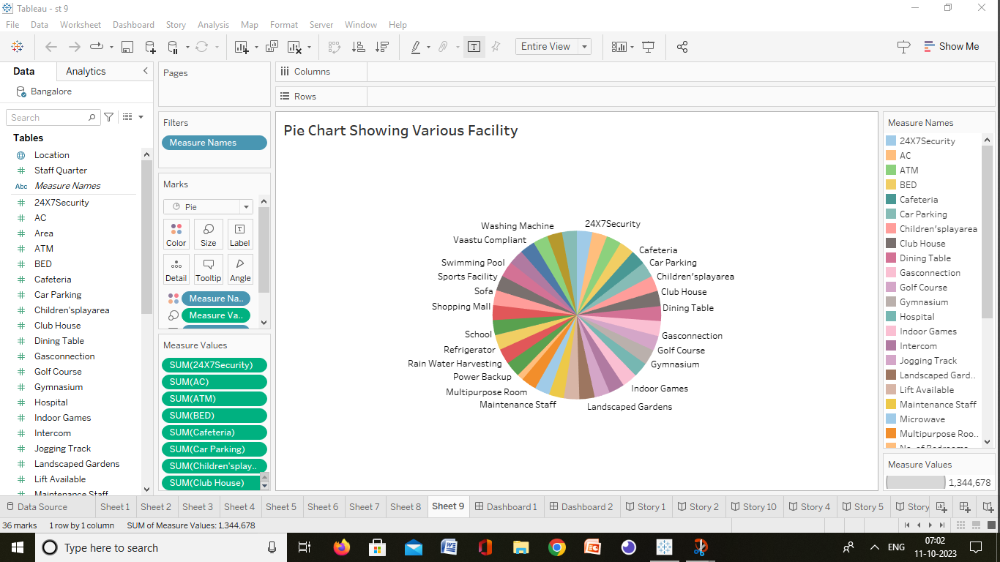 Tableau - st 9
File Data Worksheet Dashboard Story Analysis Map Format Server Window Help
Entire View
Show Me
Data Analytics
Bangalore
Search
Tables
Location
Staff Quarter
Abc Measure Names
24X7Security
AC
Area
ATM
BED
Cafeteria
Car Parking
Children'splayarea
Club House
Dining Table
Gasconnection
Golf Course
Gymnasium
Hospital
Indoor Games
Intercom
Jogging Track
Landscaped Gardens
Lift Available
Maintenance Staff
Pages
Filters
Measure Names
Marks
Pie
Color Size Label
Detail Tooltip Angle
Measure Na..
Measure Va..
Measure Values
SUM(24X7Security)
SUM(AC)
SUM(ATM)
SUM(BED)
SUM(Cafeteria)
SUM(Car Parking)
SUM(Children'splay..
SUM(Club House)
Columns
Rows
Pie Chart Showing Various Facility
24X7Security
Cafeteria
Car Parking
Children'splayarea
Club House
Dining Table
Gasconnection
Golf Course
Gymnasium
Indoor Games
Landscaped Gardens
Maintenance Staff
Multipurpose Room
Power Backup
Rain Water Harvesting
Refrigerator
School
Shopping Mall
Sofa
Sports Facility
Swimming Pool
Vaastu Compliant
Washing Machine
Measure Names
24X7Security
AC
ATM
BED
Cafeteria
Car Parking
Children'splayarea
Club House
Dining Table
Gasconnection
Golf Course
Gymnasium
Hospital
Indoor Games
Intercom
Jogging Track
Landscaped Gard..
Lift Available
Maintenance Staff
Microwave
Multipurpose Roo..
No. of Bedrooms
Measure Values
1,344,678
Data Source Sheet 1 Sheet 2 Sheet 3 Sheet 4 Sheet 5 Sheet 6 Sheet 7 Sheet 8 Sheet 9 Dashboard 1 Dashboard 2 Story 1 Story 2 Story 10 Story 4 Story 5 Story
36 marks 1 row by 1 column SUM of Measure Values: 1,344,678
Type here to search
ENG
07:02
11-10-2023